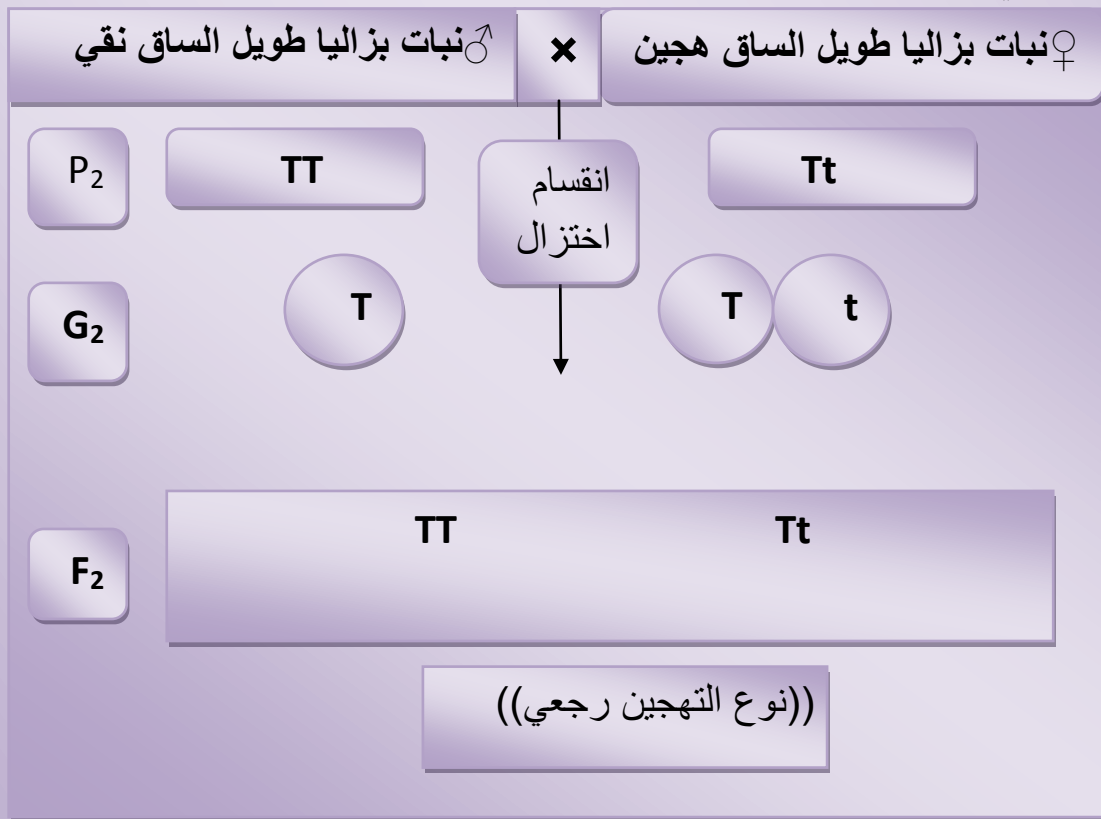 ♀نبات بزاليا طويل الساق هجين × ♂نبات بزاليا طويل الساق نقي
P₂ TT Tt
انقسام
اختزال
G₂ T T t
F₂ TT Tt
((نوع التهجين رجعي))